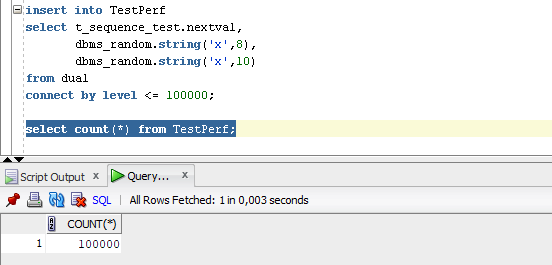 insert into TestPerf
select t_sequence_test.nextval,
dbms_random.string('x',8),
dbms_random.string('x',10)
from dual
connect by level <= 100000;
select count(*) from TestPerf;
Script Output x Query... x
SQL | All Rows Fetched: 1 in 0,003 seconds
COUNT(*)
1 100000